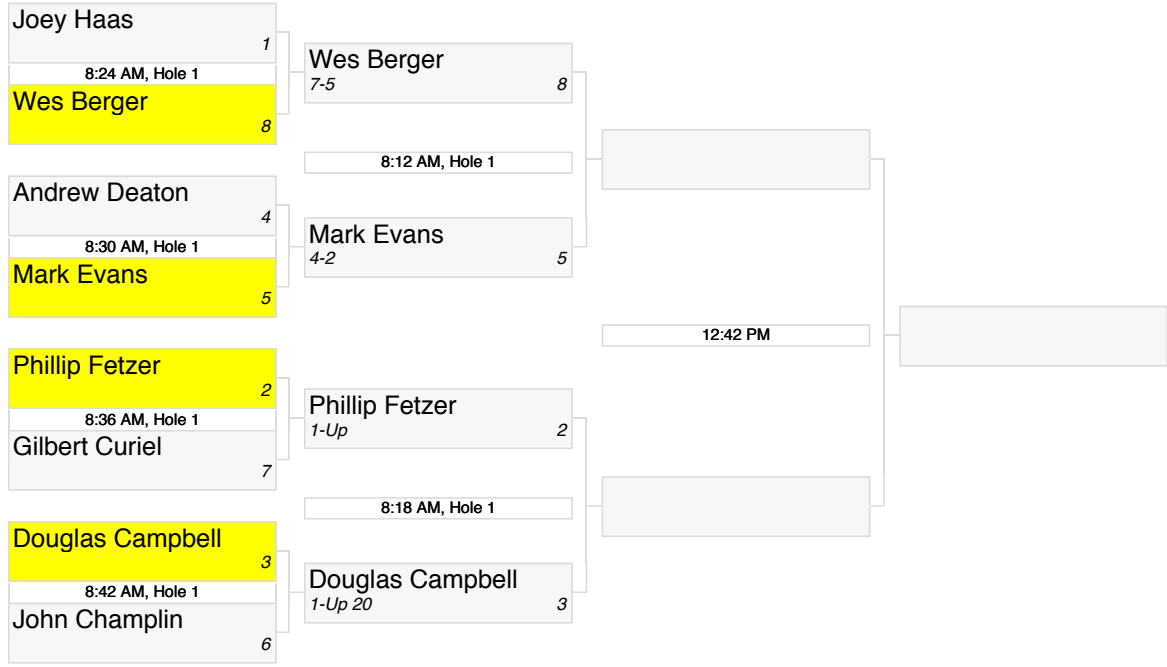 Joey Haas
1
8:24 AM, Hole 1
Wes Berger
8
Andrew Deaton
4
8:30 AM, Hole 1
Mark Evans
5
Phillip Fetzer
2
8:36 AM, Hole 1
Gilbert Curiel
7
Douglas Campbell
3
8:42 AM, Hole 1
John Champlin
6
Wes Berger
7-5 8
8:12 AM, Hole 1
Mark Evans
4-2 5
Phillip Fetzer
1-Up 2
8:18 AM, Hole 1
Douglas Campbell
1-Up 20 3
12:42 PM